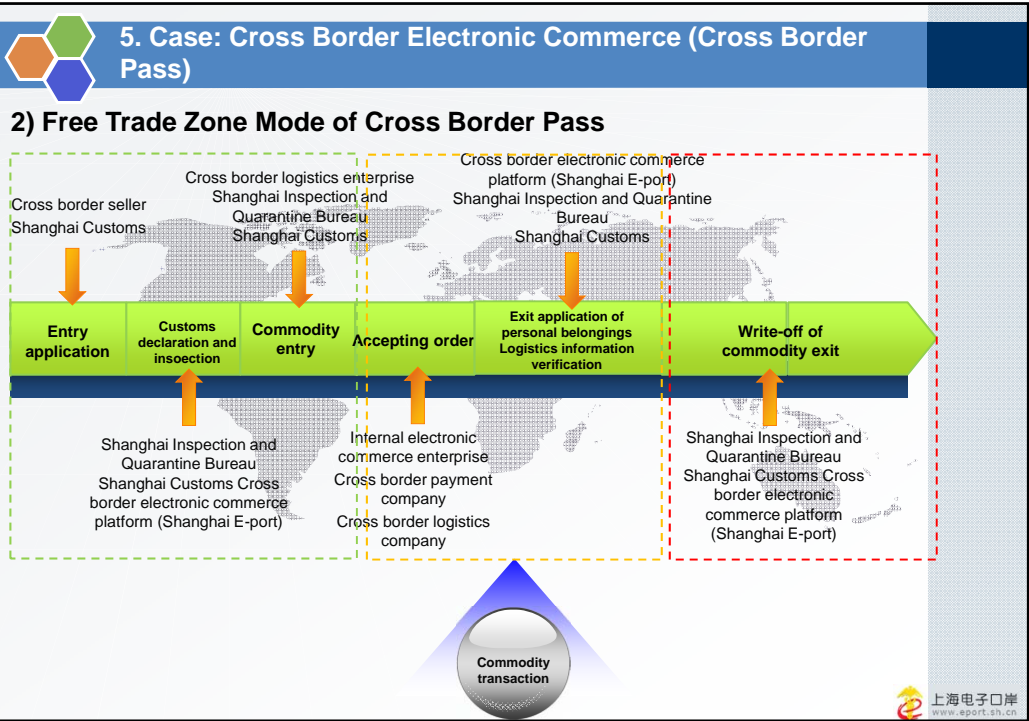 5. Case: Cross Border Electronic Commerce (Cross Border
Pass)
2) Free Trade Zone Mode of Cross Border Pass
Cross border seller
Shanghai Customs
Cross border logistics enterprise
Shanghai Inspection and
Quarantine Bureau
Shanghai Customs
Cross border electronic commerce
platform (Shanghai E-port)
Shanghai Inspection and Quarantine
Bureau
Shanghai Customs
Entry
application
Customs
declaration and
insoection
Commodity
entry
Accepting order
Exit application of
personal belongings
Logistics information
verification
Write-off of
commodity exit
Shanghai Inspection and
Quarantine Bureau
Shanghai Customs Cross
border electronic commerce
platform (Shanghai E-port)
Internal electronic
commerce enterprise
Cross border payment
company
Cross border logistics
company
Shanghai Inspection and
Quarantine Bureau
Shanghai Customs Cross
border electronic
commerce platform
(Shanghai E-port)
Commodity
transaction
上海电子口岸
www.eport.sh.cn